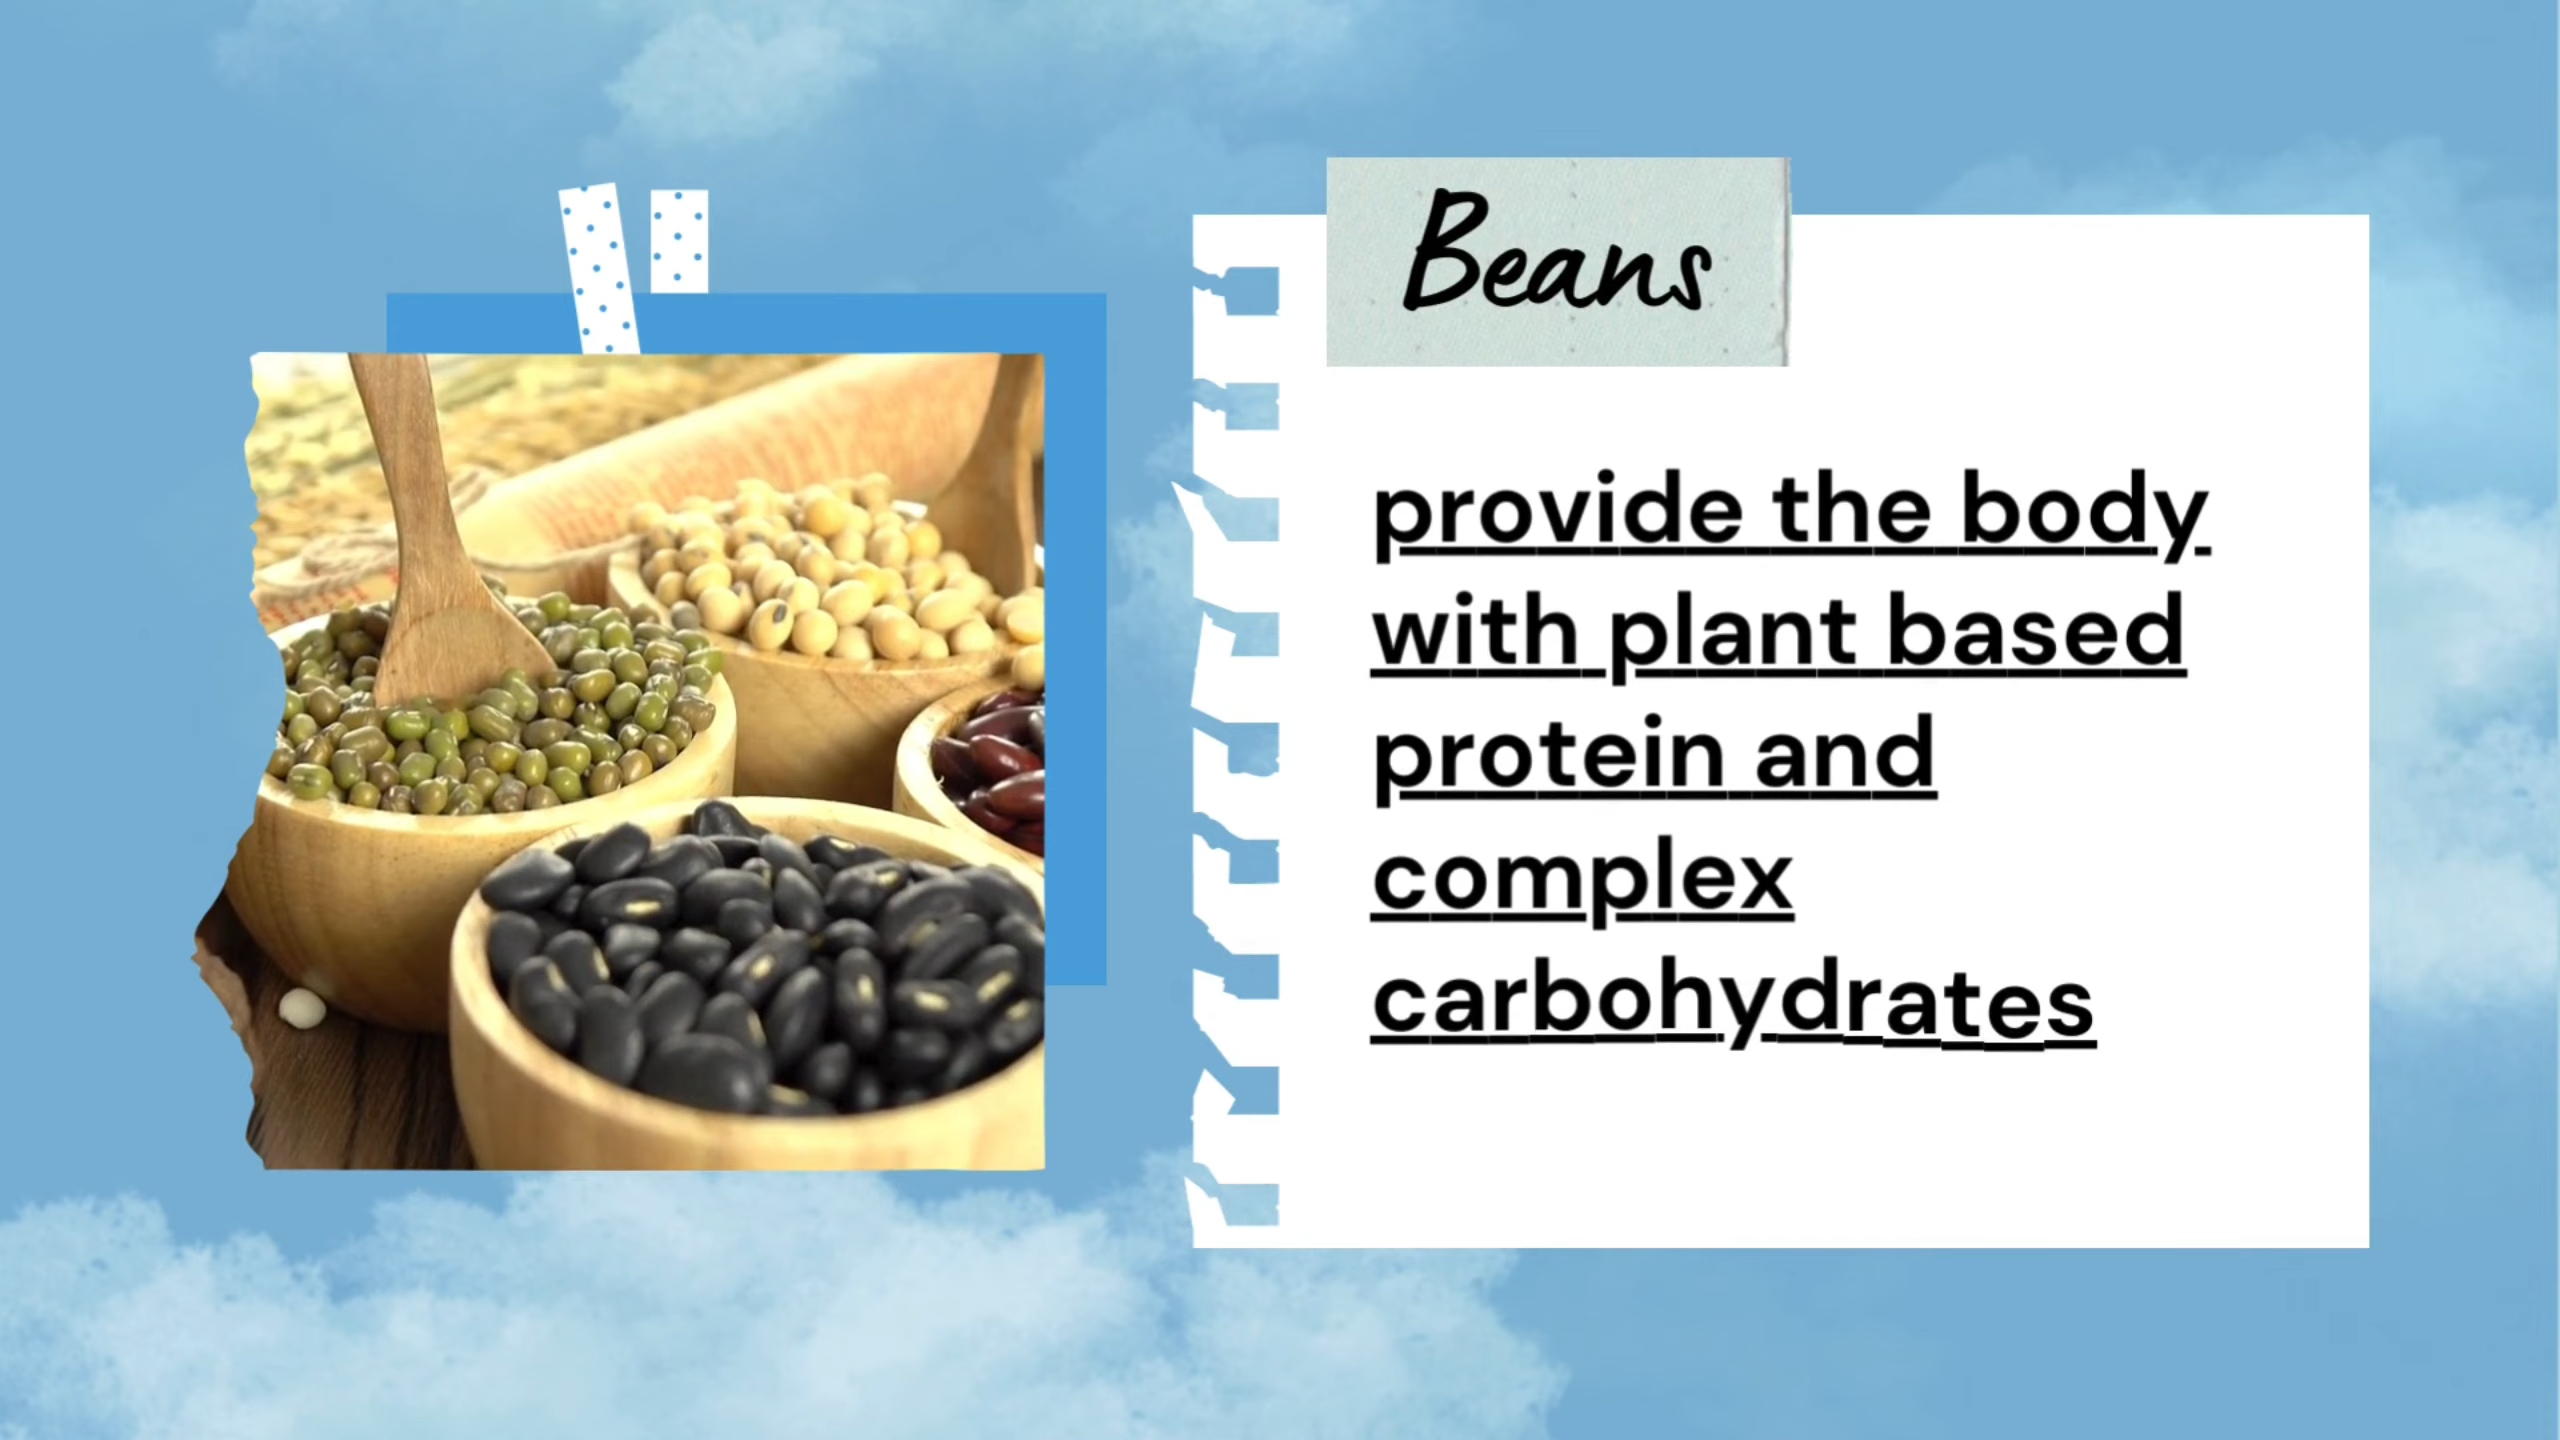 Beans
provide the body
with plant based
protein and
complex
carbohydrates